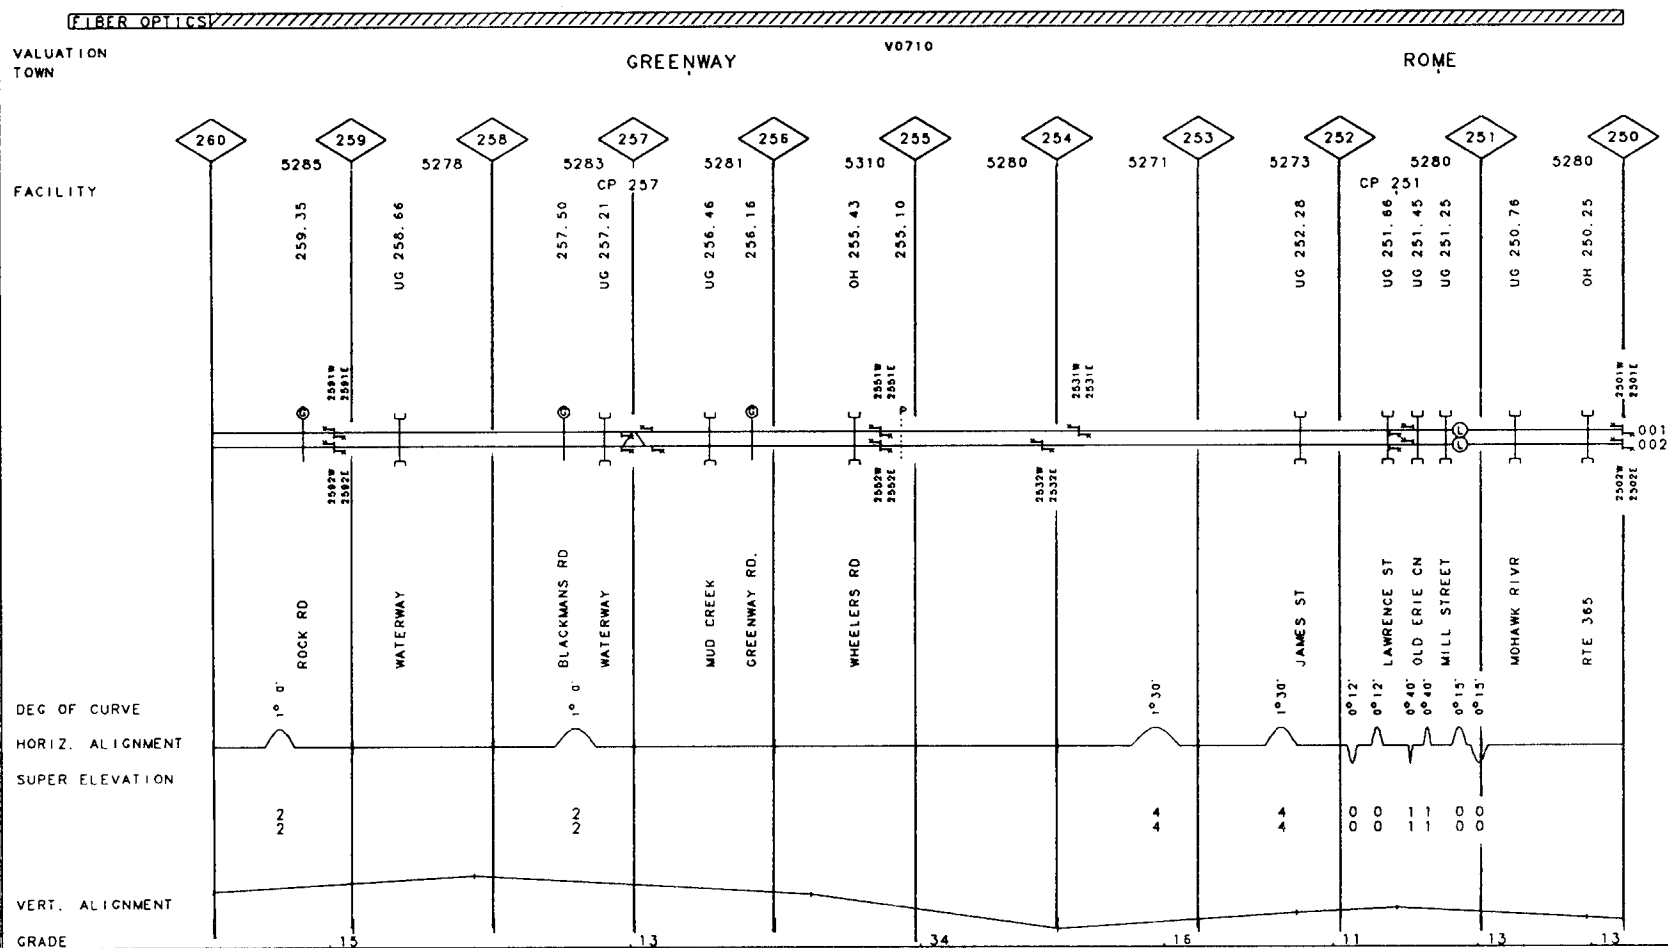 FIBER OPTICS
VALUATION V0710
TOWN GREENWAY ROME
260 259 258 257 256 255 254 253 252 251 250
5285 5278 5283 5281 5310 5280 5271 5273 5280 5280
FACILITY CP 257 CP 251
259.35
UG 258.66
257.50
UG 257.21
UG 256.46
256.16
OH 255.43
255.10
UG 252.28
UG 251.66
UG 251.45
UG 251.25
UG 250.76
OH 250.25
2591W
2591E
2551W
2551E
2531W
2531E
2501W
2501E
G G G P
L 001
L 002
2592W
2592E
2552W
2552E
2532W
2532E
2502W
2502E
ROCK RD
WATERWAY
BLACKMANS RD
WATERWAY
MUD CREEK
GREENWAY RD.
WHEELERS RD
JAMES ST
LAWRENCE ST
OLD ERIE CN
MILL STREET
MOHAWK RIVR
RTE 365
DEG OF CURVE 1° 0' 1° 0' 1°30' 1°30' 0°12' 0°12' 0°40' 0°40' 0°15' 0°15'
HORIZ. ALIGNMENT
SUPER ELEVATION
2 2 4 4 0 0 1 1 0 0
2 2 4 4 0 0 1 1 0 0
VERT. ALIGNMENT
GRADE .15 .13 .34 .16 .11 .13 .13